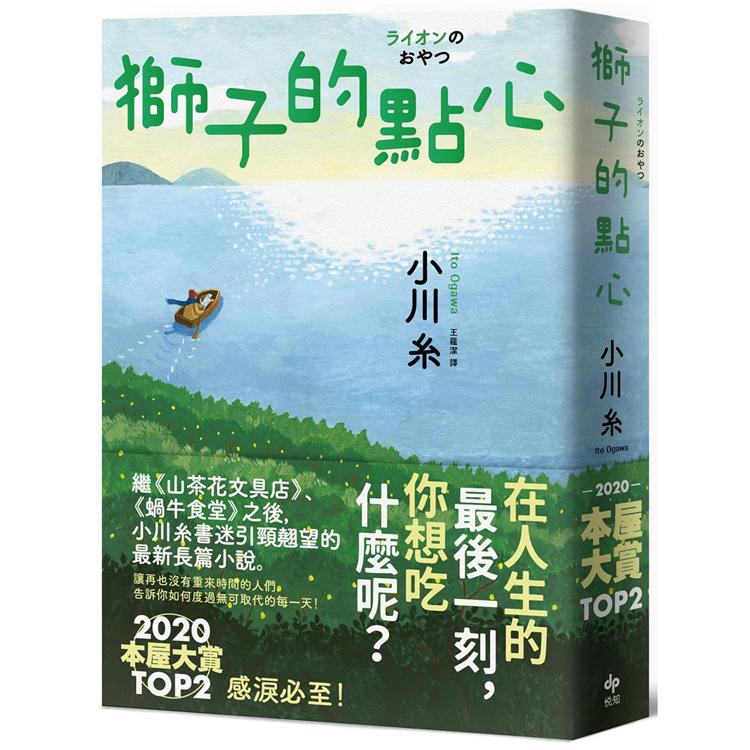 ライオンの
おやつ
獅子的點心
小川糸
Ito Ogawa
王蘊潔 譯
在人生的
最後一刻，
你想吃
什麼呢？
繼《山茶花文具店》、
《蝸牛食堂》之後，
小川糸書迷引頸翹望的
最新長篇小說。
讓再也沒有重來時間的人們，
告訴你如何度過無可取代的每一天！
2020
本屋大賞
TOP2
感淚必至！
獅子的點心
ライオンのおやつ
小川糸
Ito Ogawa
2020
本屋
大賞
TOP2
dp
悦知